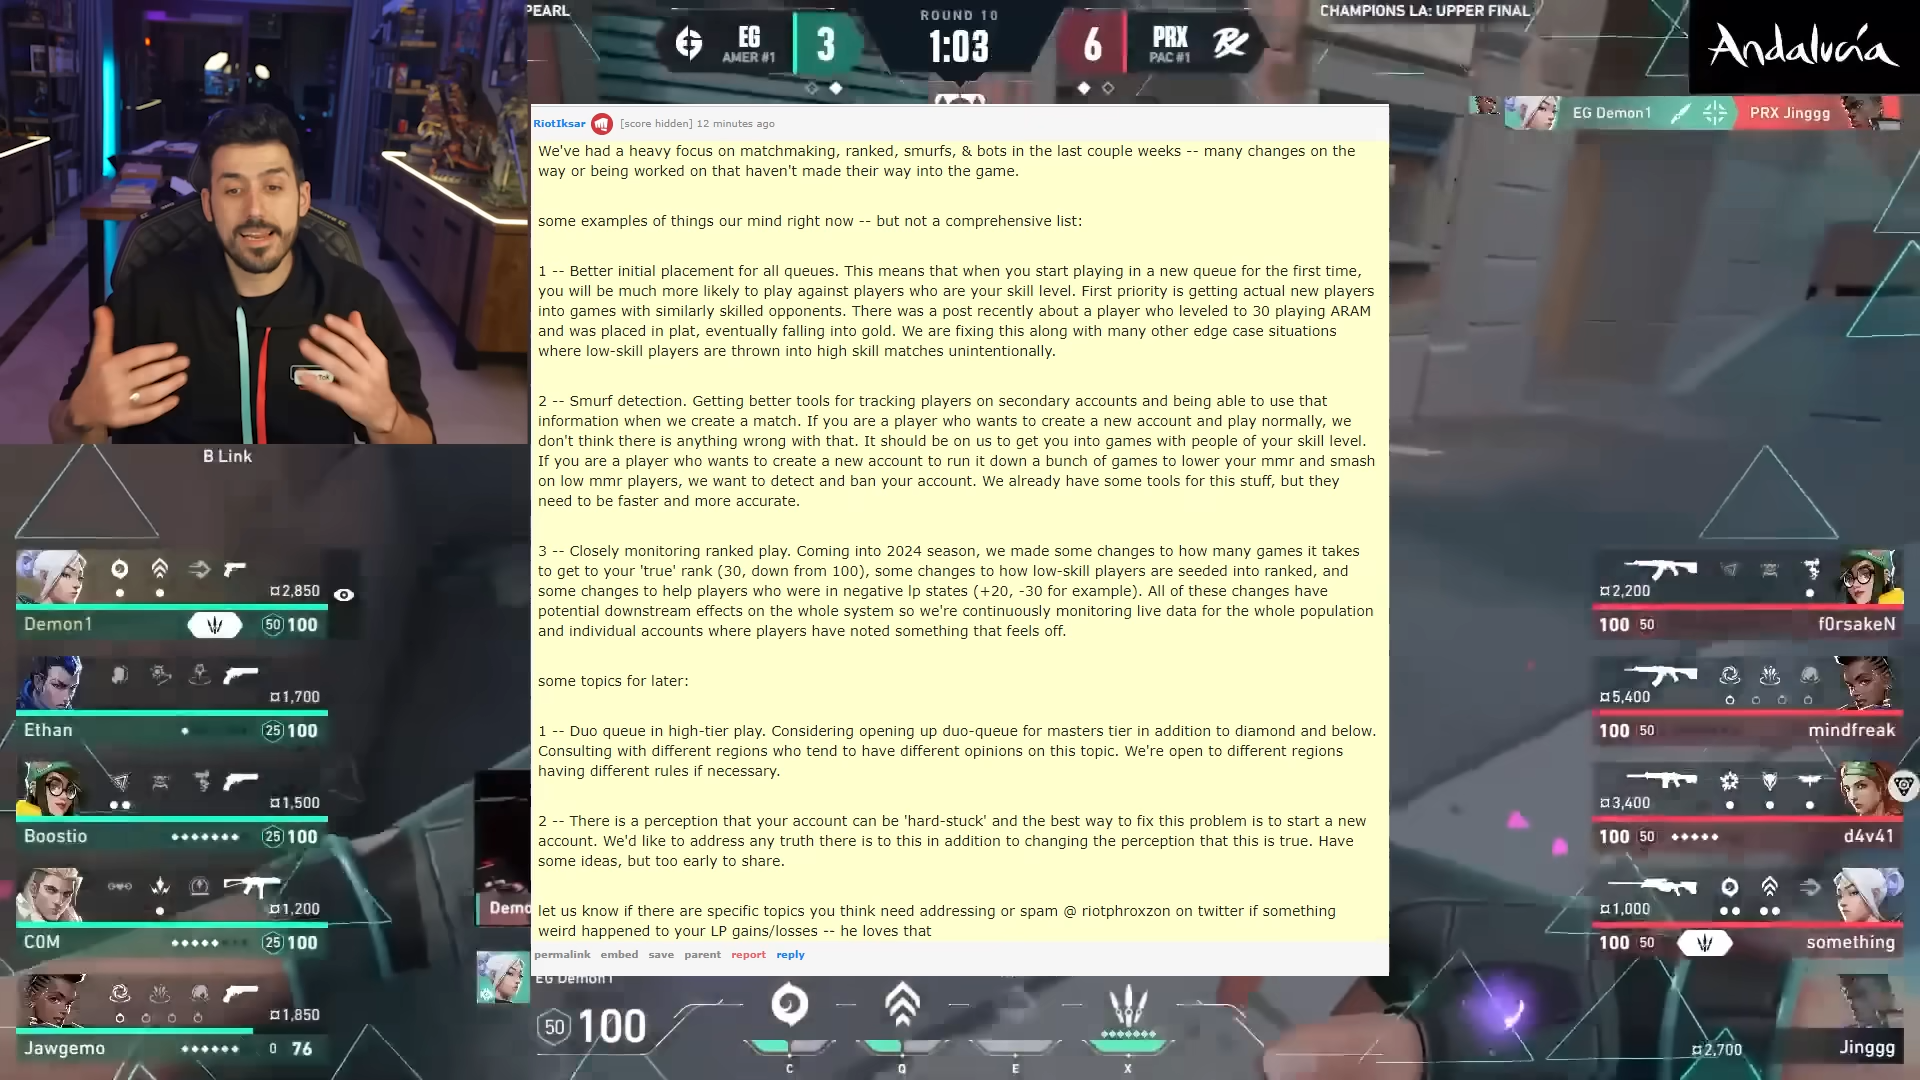 PEARL
EG
AMER #1
3
ROUND 10
1:03
6
PRX
PAC #1
CHAMPIONS LA: UPPER FINAL
Andalucía
EG Demon1
PRX Jinggg
RiotIksar [score hidden] 12 minutes ago
We've had a heavy focus on matchmaking, ranked, smurfs, & bots in the last couple weeks -- many changes on the
way or being worked on that haven't made their way into the game.
some examples of things our mind right now -- but not a comprehensive list:
1 -- Better initial placement for all queues. This means that when you start playing in a new queue for the first time,
you will be much more likely to play against players who are your skill level. First priority is getting actual new players
into games with similarly skilled opponents. There was a post recently about a player who leveled to 30 playing ARAM
and was placed in plat, eventually falling into gold. We are fixing this along with many other edge case situations
where low-skill players are thrown into high skill matches unintentionally.
2 -- Smurf detection. Getting better tools for tracking players on secondary accounts and being able to use that
information when we create a match. If you are a player who wants to create a new account and play normally, we
don't think there is anything wrong with that. It should be on us to get you into games with people of your skill level.
If you are a player who wants to create a new account to run it down a bunch of games to lower your mmr and smash
on low mmr players, we want to detect and ban your account. We already have some tools for this stuff, but they
need to be faster and more accurate.
3 -- Closely monitoring ranked play. Coming into 2024 season, we made some changes to how many games it takes
to get to your 'true' rank (30, down from 100), some changes to how low-skill players are seeded into ranked, and
some changes to help players who were in negative lp states (+20, -30 for example). All of these changes have
potential downstream effects on the whole system so we're continuously monitoring live data for the whole population
and individual accounts where players have noted something that feels off.
some topics for later:
1 -- Duo queue in high-tier play. Considering opening up duo-queue for masters tier in addition to diamond and below.
Consulting with different regions who tend to have different opinions on this topic. We're open to different regions
having different rules if necessary.
2 -- There is a perception that your account can be 'hard-stuck' and the best way to fix this problem is to start a new
account. We'd like to address any truth there is to this in addition to changing the perception that this is true. Have
some ideas, but too early to share.
let us know if there are specific topics you think need addressing or spam @ riotphroxzon on twitter if something
weird happened to your LP gains/losses -- he loves that
permalink embed save parent report reply
B Link
¤2,850
Demon1 50 100
¤1,700
Ethan 25 100
¤1,500
Boostio 25 100
¤1,200
C0M 25 100
¤1,850
Jawgemo 0 76
¤2,200
100 50 f0rsakeN
¤5,400
100 50 mindfreak
¤3,400
100 50 d4v41
¤1,000
100 50 something
¤2,700 Jinggg
Demo
EG Demon1
50 100
C Q E X